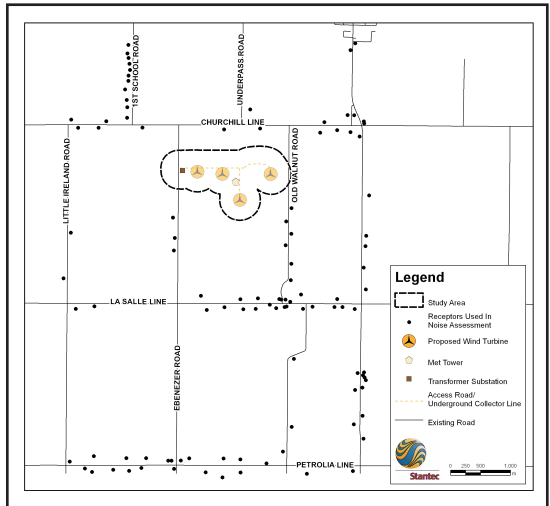 1ST SCHOOL ROAD
UNDERPASS ROAD
CHURCHILL LINE
LITTLE IRELAND ROAD
OLD WALNUT ROAD
LA SALLE LINE
EBENEZER ROAD
PETROLIA LINE
Legend
Study Area
Receptors Used In
Noise Assessment
Proposed Wind Turbine
Met Tower
Transformer Substation
Access Road/
Underground Collector Line
Existing Road
Stantec
0 250 500 1,000
m